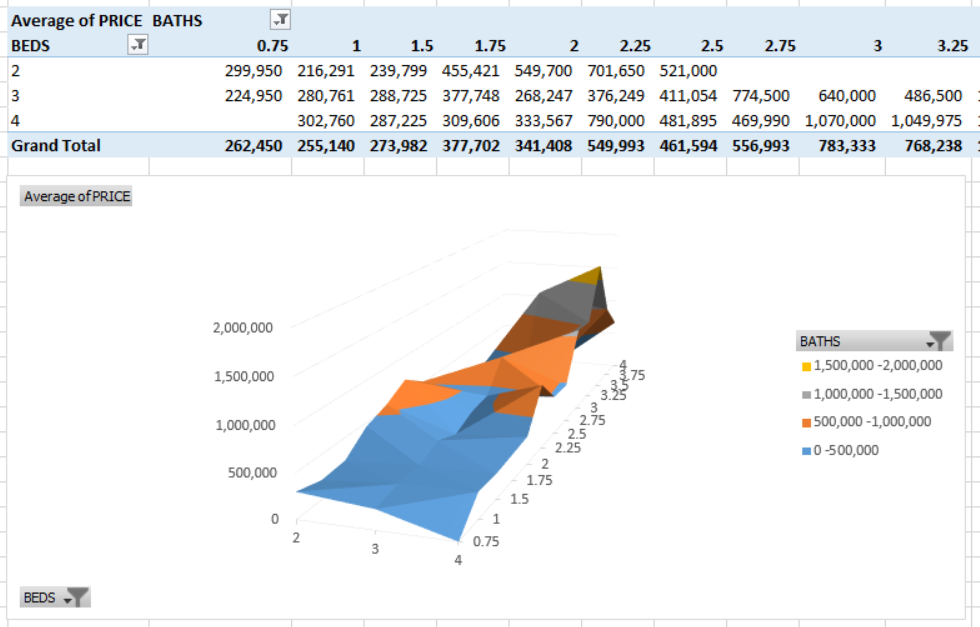 Average of PRICE BATHS
BEDS 0.75 1 1.5 1.75 2 2.25 2.5 2.75 3 3.25
2 299,950 216,291 239,799 455,421 549,700 701,650 521,000
3 224,950 280,761 288,725 377,748 268,247 376,249 411,054 774,500 640,000 486,500
4 302,760 287,225 309,606 333,567 790,000 481,895 469,990 1,070,000 1,049,975
Grand Total 262,450 255,140 273,982 377,702 341,408 549,993 461,594 556,993 783,333 768,238
Average of PRICE
2,000,000
1,500,000
1,000,000
500,000
0
2
3
4
4
3.75
3.5
3.25
3
2.75
2.5
2.25
2
1.75
1.5
1
0.75
BATHS
1,500,000 -2,000,000
1,000,000 -1,500,000
500,000 -1,000,000
0 -500,000
BEDS